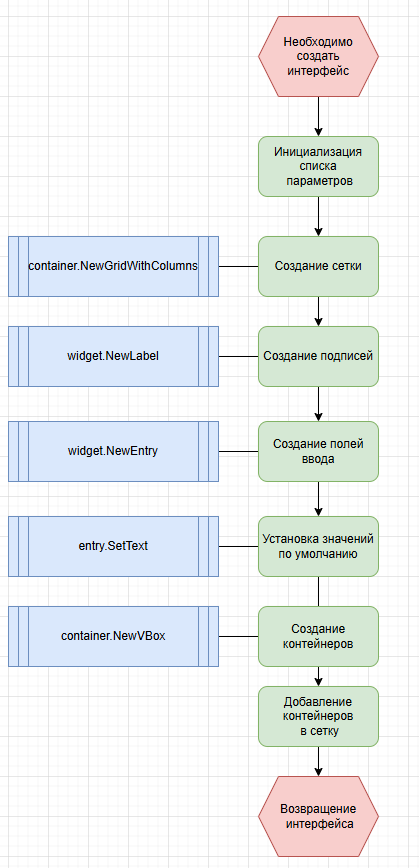 Необходимо
создать
интерфейс
Инициализация
списка
параметров
container.NewGridWithColumns
Создание сетки
widget.NewLabel
Создание подписей
widget.NewEntry
Создание полей
ввода
entry.SetText
Установка значений
по умолчанию
container.NewVBox
Создание
контейнеров
Добавление
контейнеров
в сетку
Возвращение
интерфейса